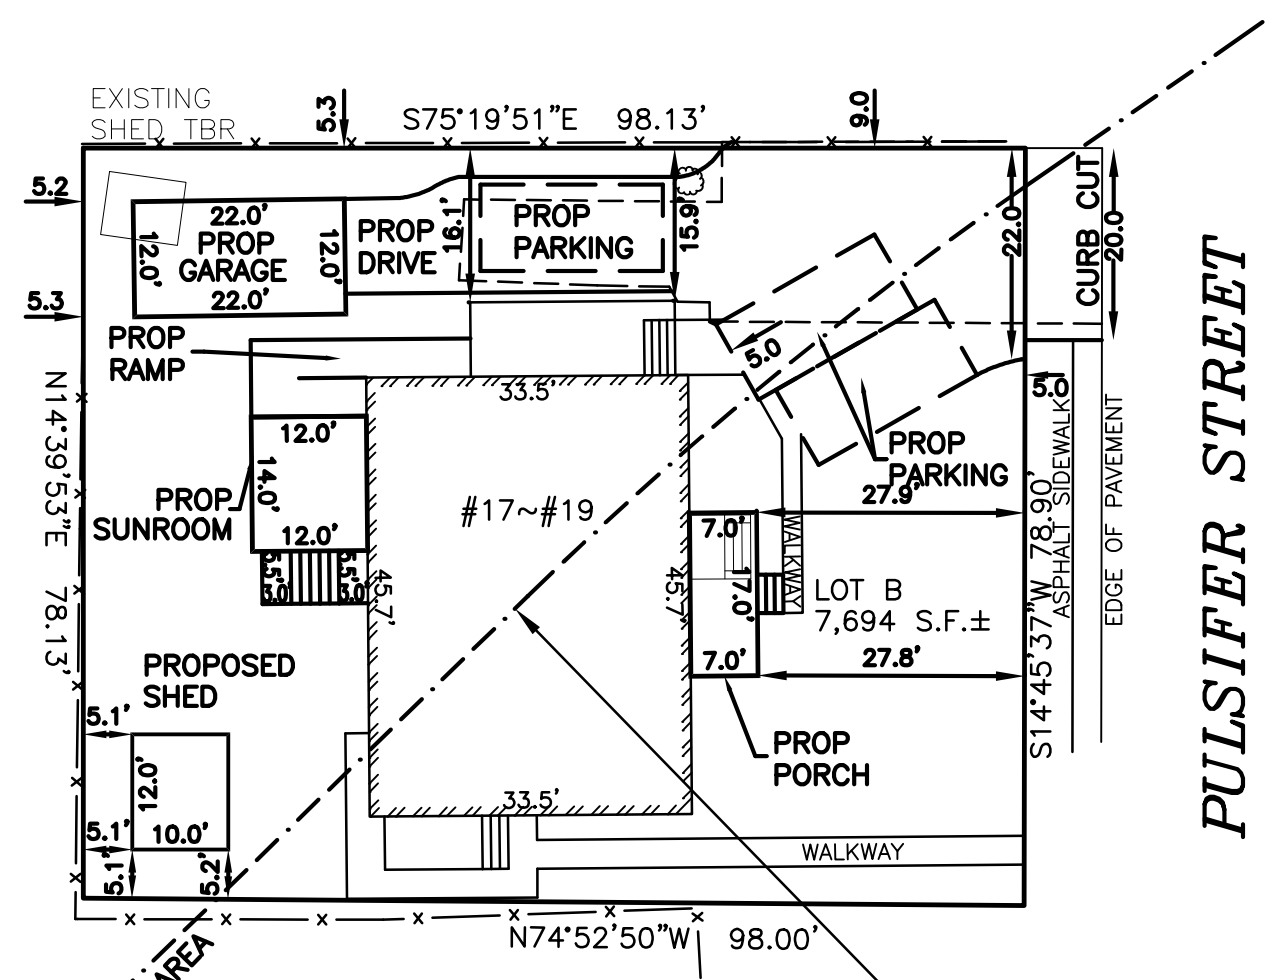 EXISTING
SHED TBR
5.3
S75°19'51"E 98.13'
9.0
5.2
22.0'
PROP
GARAGE
22.0'
12.0'
12.0'
PROP
DRIVE
16.1'
PROP
PARKING
15.9'
22.0
CURB CUT
20.0
5.3
PROP
RAMP
5.0
5.0
33.5'
N14°39'53"E 78.13'
12.0'
14.0'
12.0'
PROP
SUNROOM
5.5'
3.0'
5.5'
3.0'
#17~#19
45.7'
45.7'
PROP
PARKING
27.9'
7.0'
17.0'
7.0'
WALKWAY
LOT B
7,694 S.F.±
27.8'
S14°45'37"W 78.90'
ASPHALT SIDEWALK
EDGE OF PAVEMENT
PULSIFER STREET
PROPOSED
SHED
5.1'
12.0'
10.0'
5.1'
5.1'
5.2'
PROP
PORCH
33.5'
WALKWAY
N74°52'50"W 98.00'
AREA